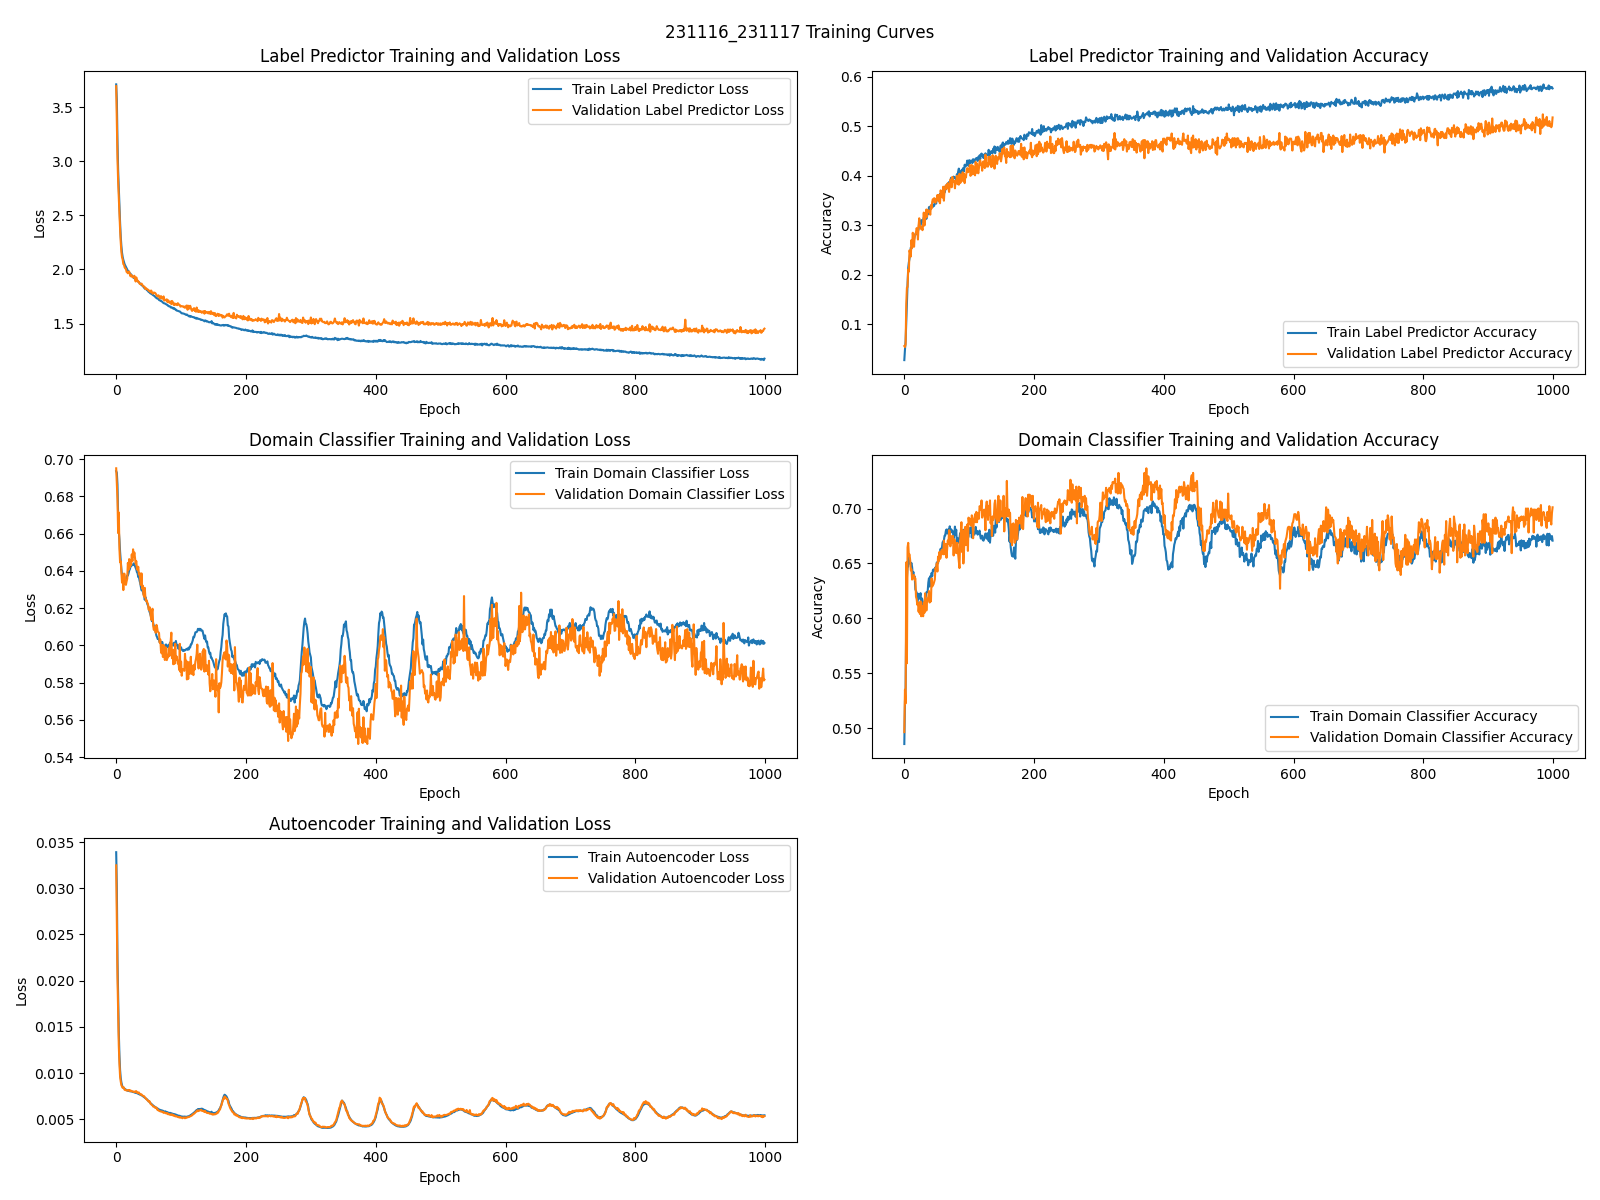 231116_231117 Training Curves
Label Predictor Training and Validation Loss
Train Label Predictor Loss
Validation Label Predictor Loss
3.5
3.0
2.5
2.0
1.5
Loss
0 200 400 600 800 1000
Epoch
Label Predictor Training and Validation Accuracy
Train Label Predictor Accuracy
Validation Label Predictor Accuracy
0.6
0.5
0.4
0.3
0.2
0.1
Accuracy
0 200 400 600 800 1000
Epoch
Domain Classifier Training and Validation Loss
Train Domain Classifier Loss
Validation Domain Classifier Loss
0.70
0.68
0.66
0.64
0.62
0.60
0.58
0.56
0.54
Loss
0 200 400 600 800 1000
Epoch
Domain Classifier Training and Validation Accuracy
Train Domain Classifier Accuracy
Validation Domain Classifier Accuracy
0.70
0.65
0.60
0.55
0.50
Accuracy
0 200 400 600 800 1000
Epoch
Autoencoder Training and Validation Loss
Train Autoencoder Loss
Validation Autoencoder Loss
0.035
0.030
0.025
0.020
0.015
0.010
0.005
Loss
0 200 400 600 800 1000
Epoch